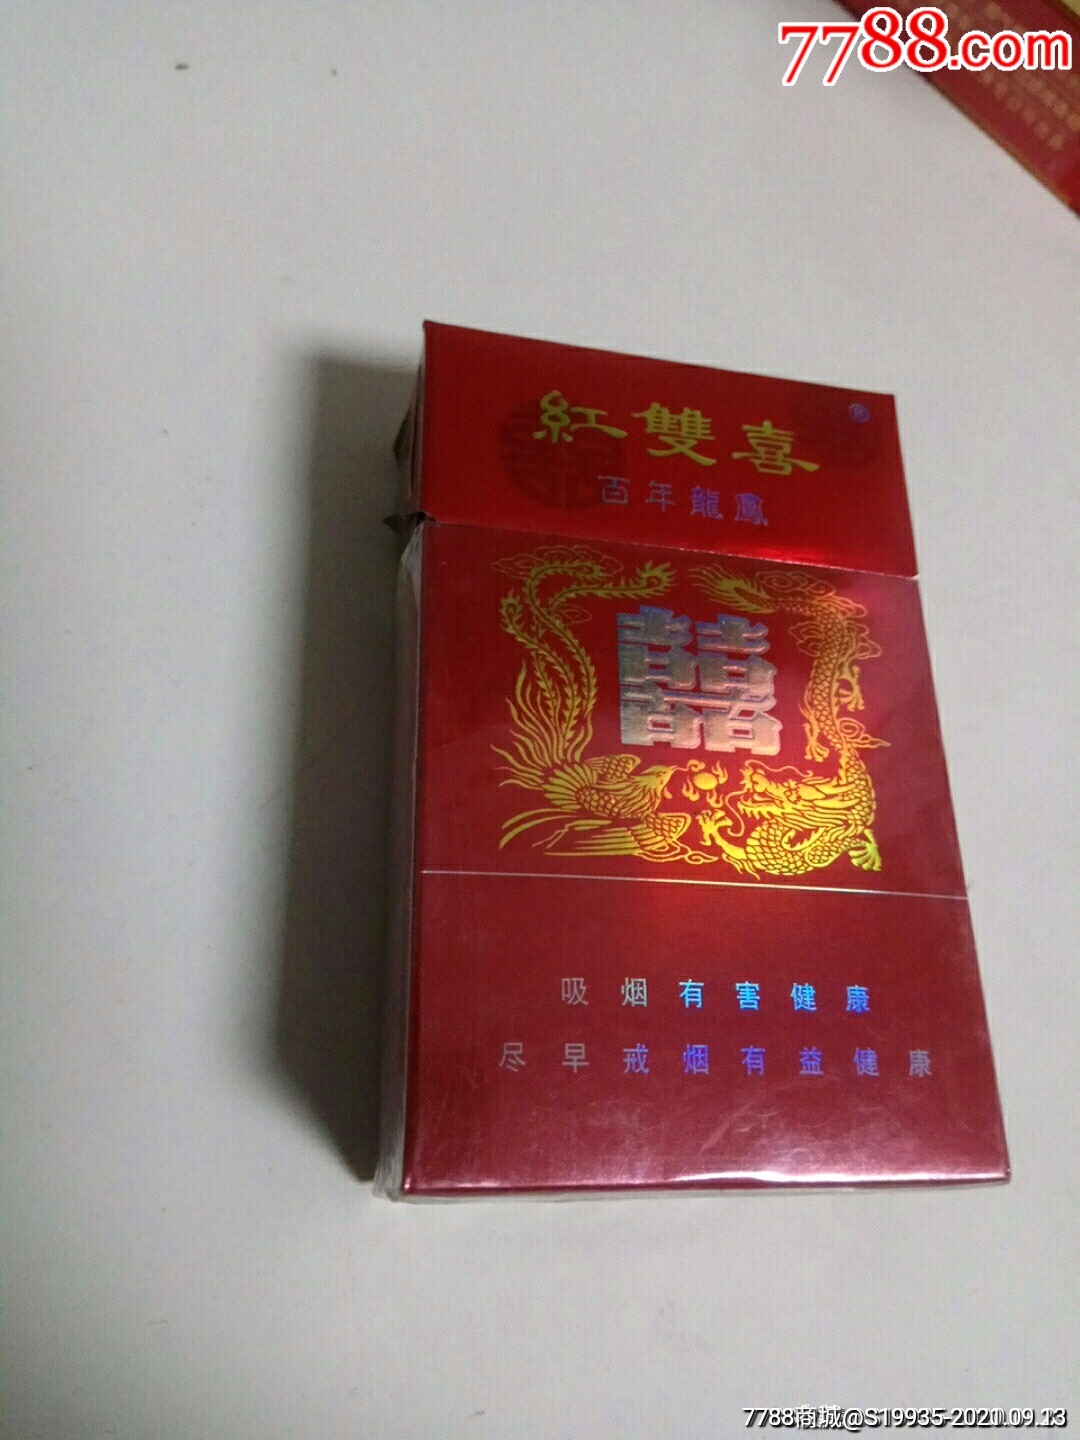 7788.com
紅雙喜
®
百年龍鳳
囍
吸烟有害健康
尽早戒烟有益健康
7788商城@S19935-2020.09.13